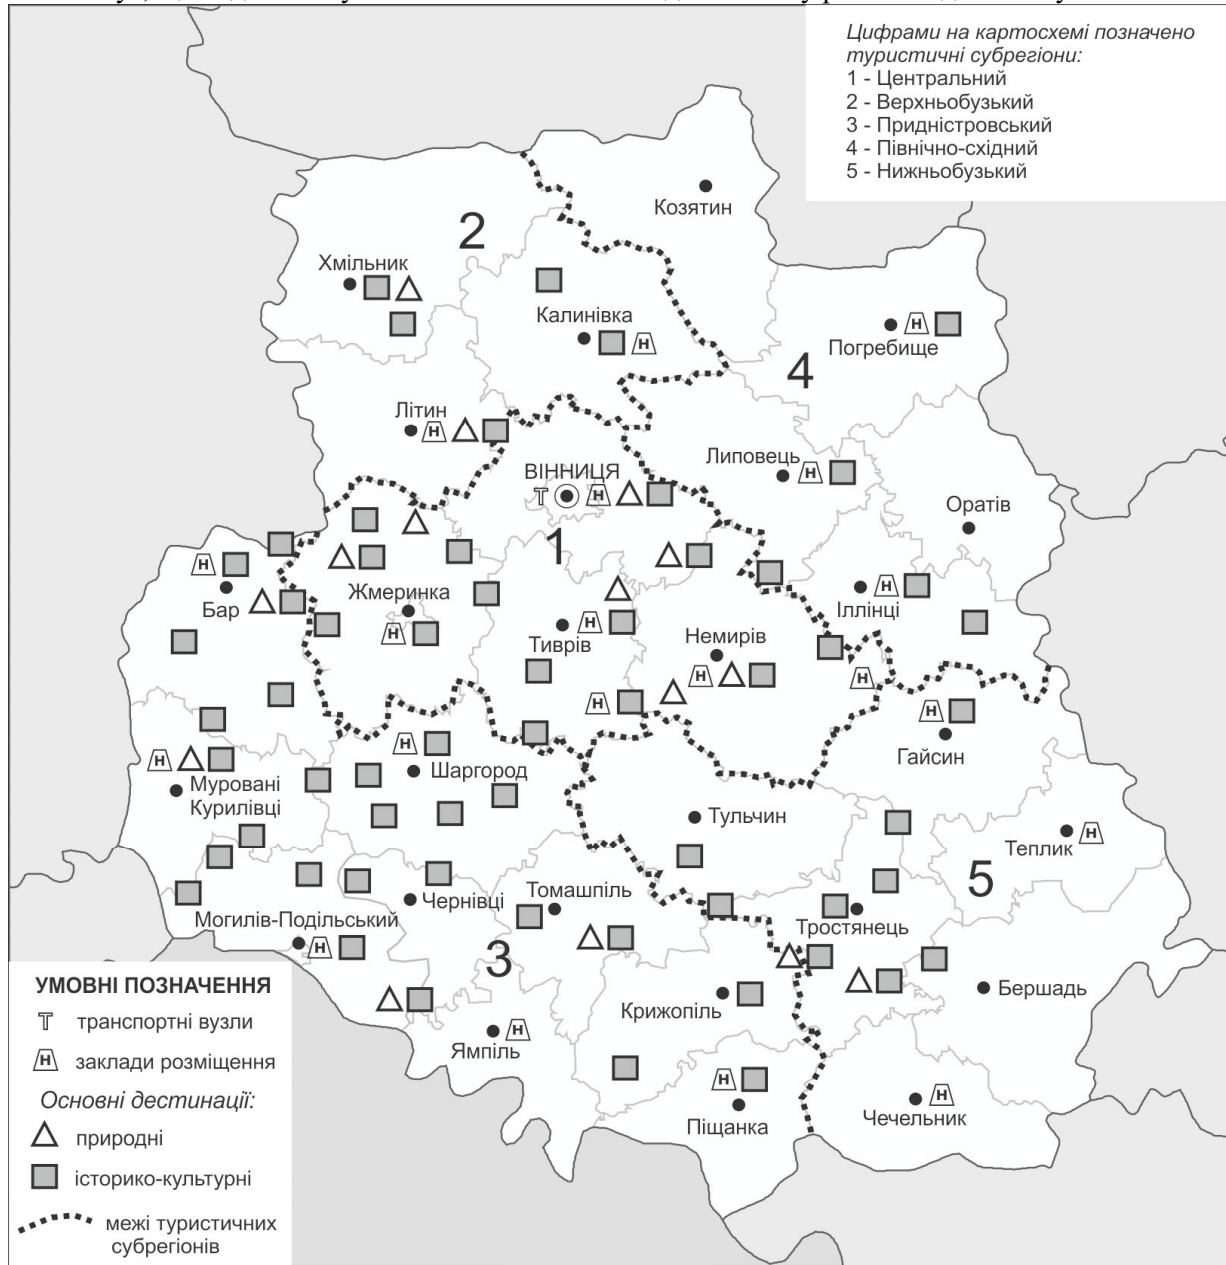 Цифрами на картосхемі позначено
туристичні субрегіони:
1 - Центральний
2 - Верхньобузький
3 - Придністровський
4 - Північно-східний
5 - Нижньобузький
Козятин
2
Хмільник
Калинівка
Погребище
4
Літин
Н
Липовець
ВІННИЦЯ
Т
Оратів
1
Бар
Жмеринка
Іллінці
Тиврів
Немирів
Гайсин
Шаргород
Муровані
Курилівці
Тульчин
Теплик
5
Чернівці
Томашпіль
Тростянець
Могилів-Подільський
3
Бершадь
Крижопіль
Ямпіль
Чечельник
Піщанка
УМОВНІ ПОЗНАЧЕННЯ
Т транспортні вузли
Н заклади розміщення
Основні дестинації:
природні
історико-культурні
межі туристичних
субрегіонів